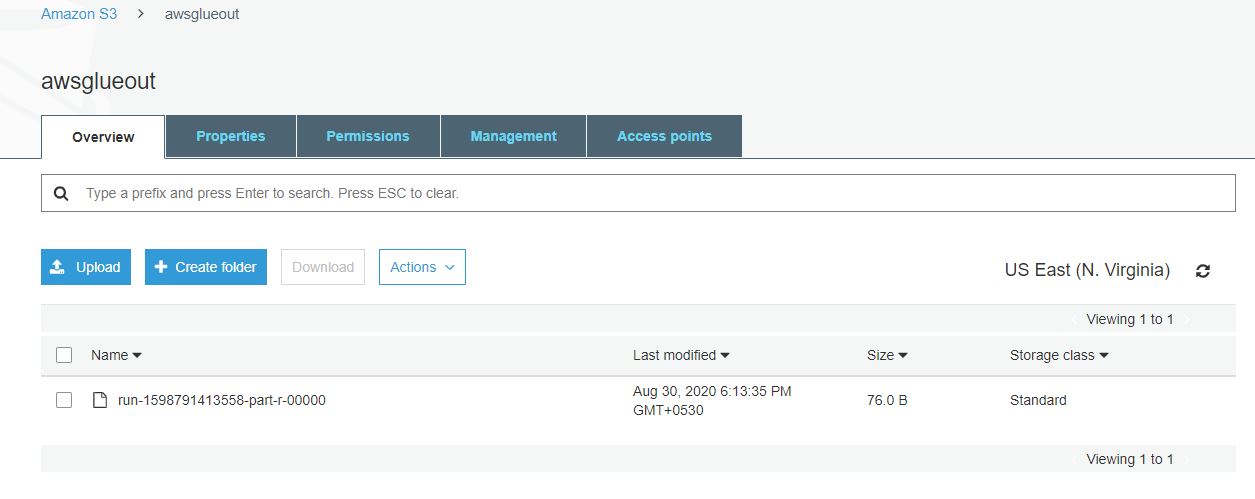 Amazon S3 > awsglueout
awsglueout
Overview Properties Permissions Management Access points
Type a prefix and press Enter to search. Press ESC to clear.
Upload Create folder Download Actions
US East (N. Virginia)
Viewing 1 to 1
Name Last modified Size Storage class
run-1598791413558-part-r-00000 Aug 30, 2020 6:13:35 PM 76.0 B Standard
GMT+0530
Viewing 1 to 1